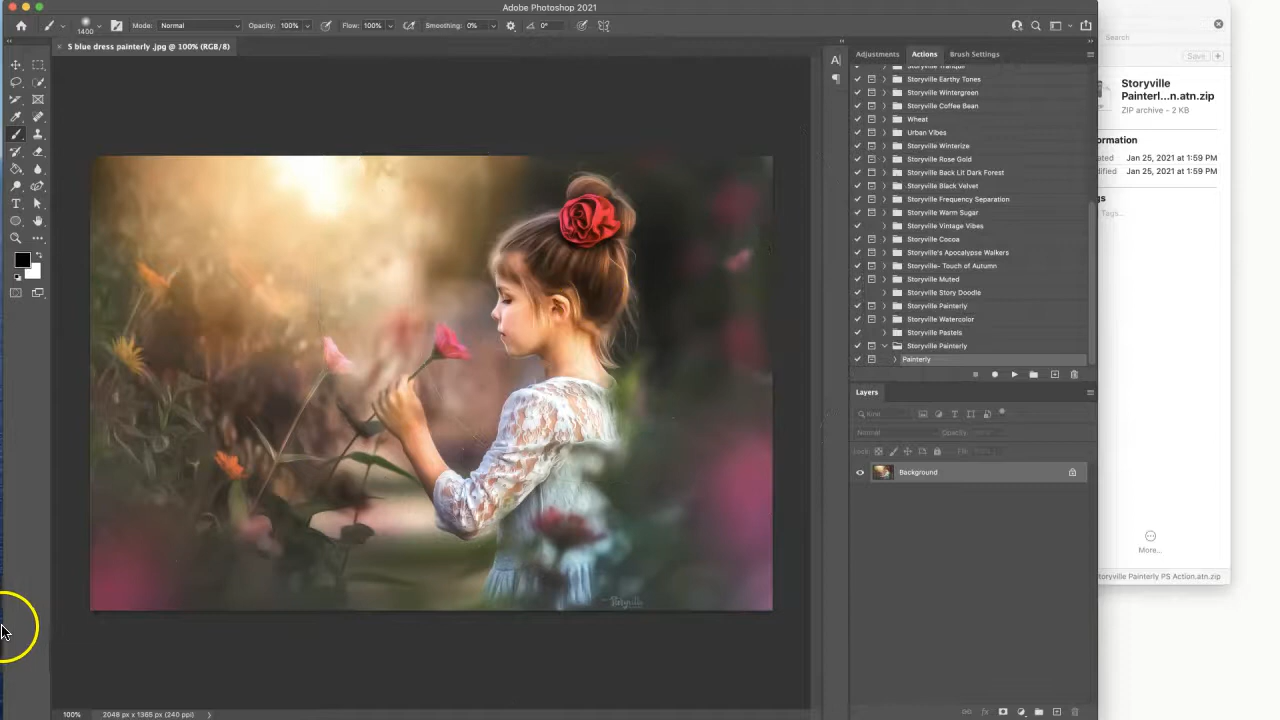 Adobe Photoshop 2021
1400
Mode: Normal
Opacity: 100%
Flow: 100%
Smoothing: 0%
0°
S blue dress painterly .jpg @ 100% (RGB/8)
Adjustments
Actions
Brush Settings
Storyville Tranquil
Storyville Earthy Tones
Storyville Wintergreen
Storyville Coffee Bean
Wheat
Urban Vibes
Storyville Winterize
Storyville Rose Gold
Storyville Back Lit Dark Forest
Storyville Black Velvet
Storyville Frequency Separation
Storyville Warm Sugar
Storyville Vintage Vibes
Storyville Cocoa
Storyville's Apocalypse Walkers
Storyville- Touch of Autumn
Storyville Muted
Storyville Story Doodle
Storyville Painterly
Storyville Watercolor
Storyville Pastels
Storyville Painterly
Painterly
Layers
Kind
Normal
Opacity:
Lock:
Fill:
Background
Storyville
100%
2048 px x 1365 px (240 ppi)
Search
Save
Storyville
Painterl...n.atn.zip
ZIP archive - 2 KB
ormation
ated Jan 25, 2021 at 1:59 PM
dified Jan 25, 2021 at 1:59 PM
gs
Tags...
More...
toryville Painterly PS Action.atn.zip